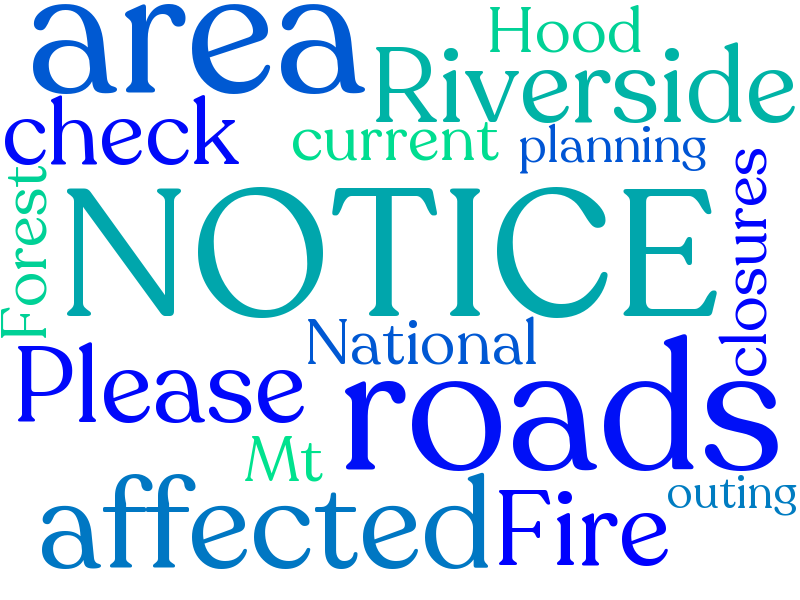 area
Hood
Riverside
check
current
planning
Forest
NOTICE
closures
National
Please
roads
Mt
affected
Fire
outing